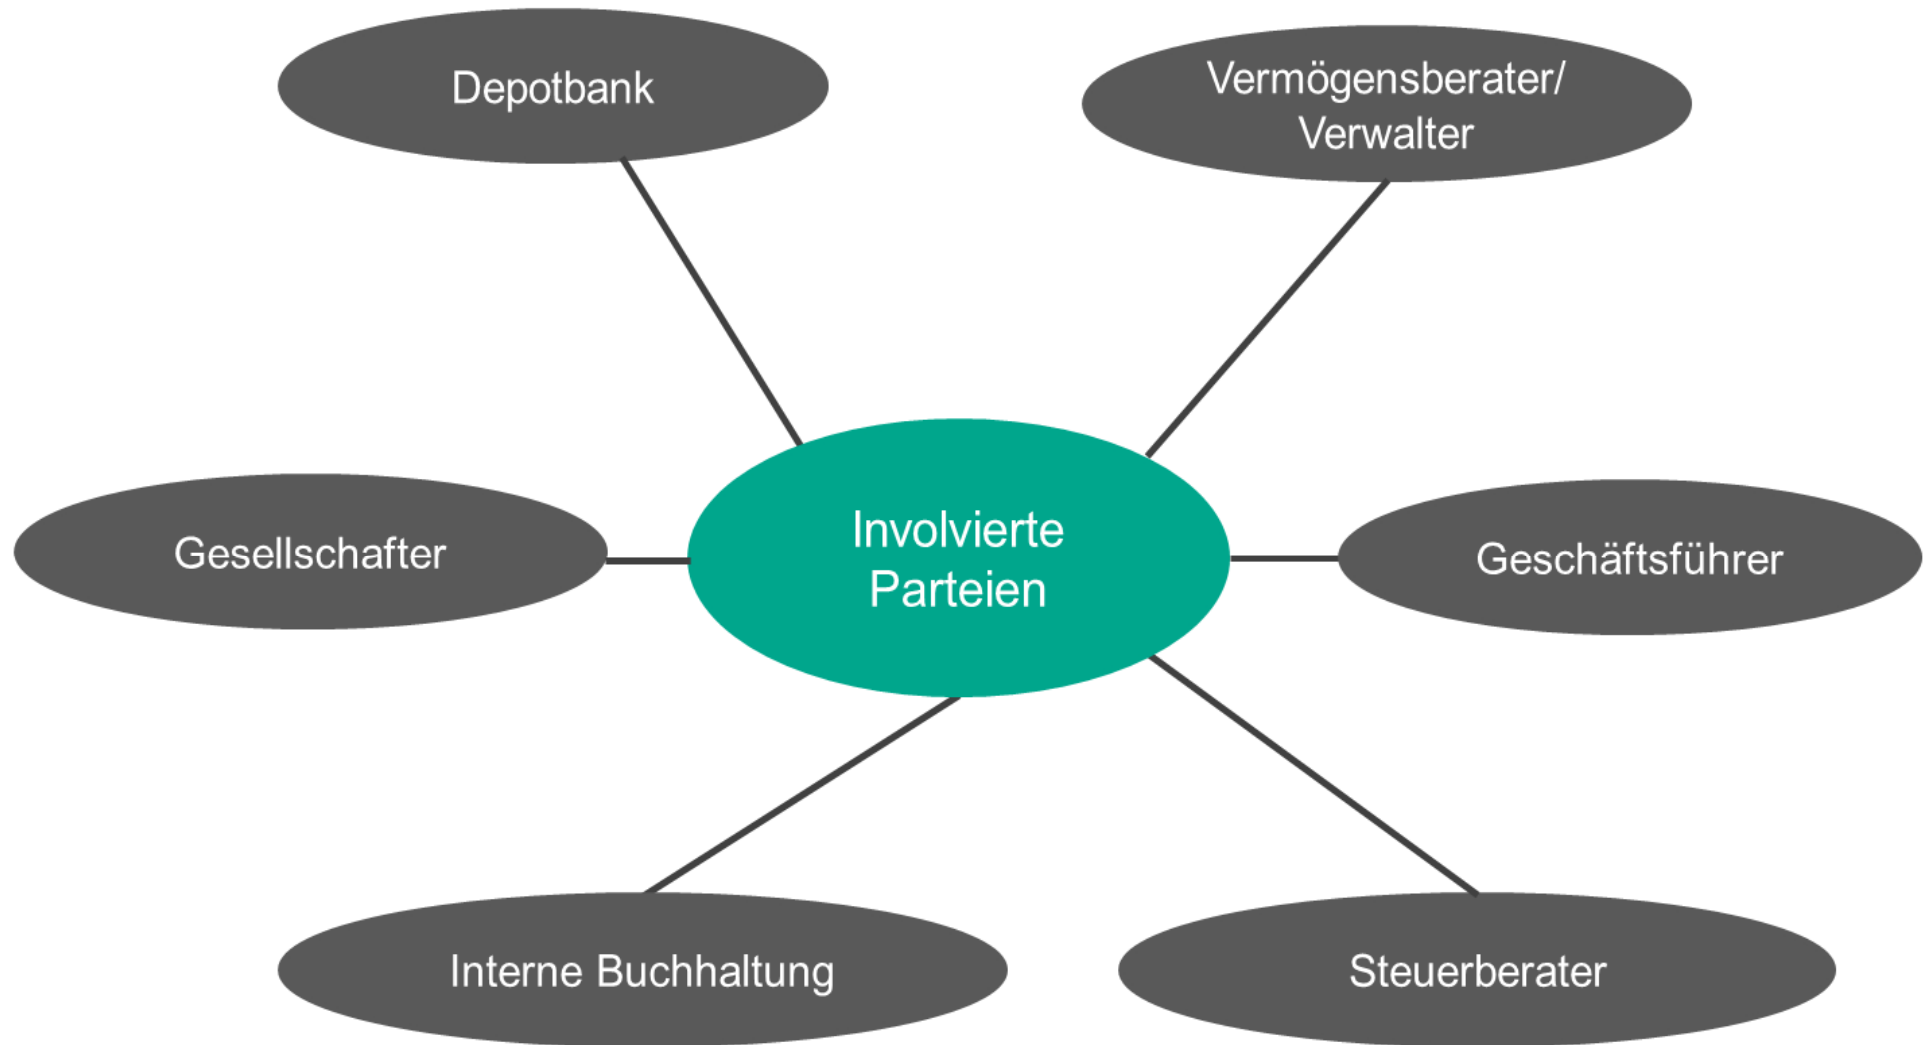 Depotbank
Vermögensberater/
Verwalter
Gesellschafter
Involvierte
Parteien
Geschäftsführer
Interne Buchhaltung
Steuerberater